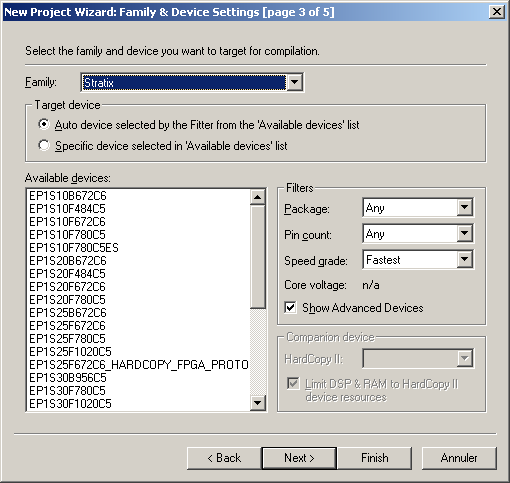 New Project Wizard: Family & Device Settings [page 3 of 5]
Select the family and device you want to target for compilation.
Family: Stratix
Target device
Auto device selected by the Fitter from the 'Available devices' list
Specific device selected in 'Available devices' list
Available devices:
EP1S10B672C6
EP1S10F484C5
EP1S10F672C6
EP1S10F780C5
EP1S10F780C5ES
EP1S20B672C6
EP1S20F484C5
EP1S20F672C6
EP1S20F780C5
EP1S25B672C6
EP1S25F672C6
EP1S25F780C5
EP1S25F1020C5
EP1S25F672C6_HARDCOPY_FPGA_PROTO
EP1S30B956C5
EP1S30F780C5
EP1S30F1020C5
Filters
Package: Any
Pin count: Any
Speed grade: Fastest
Core voltage: n/a
Show Advanced Devices
Companion device
HardCopy II:
Limit DSP & RAM to HardCopy II
device resources
< Back
Next >
Finish
Annuler